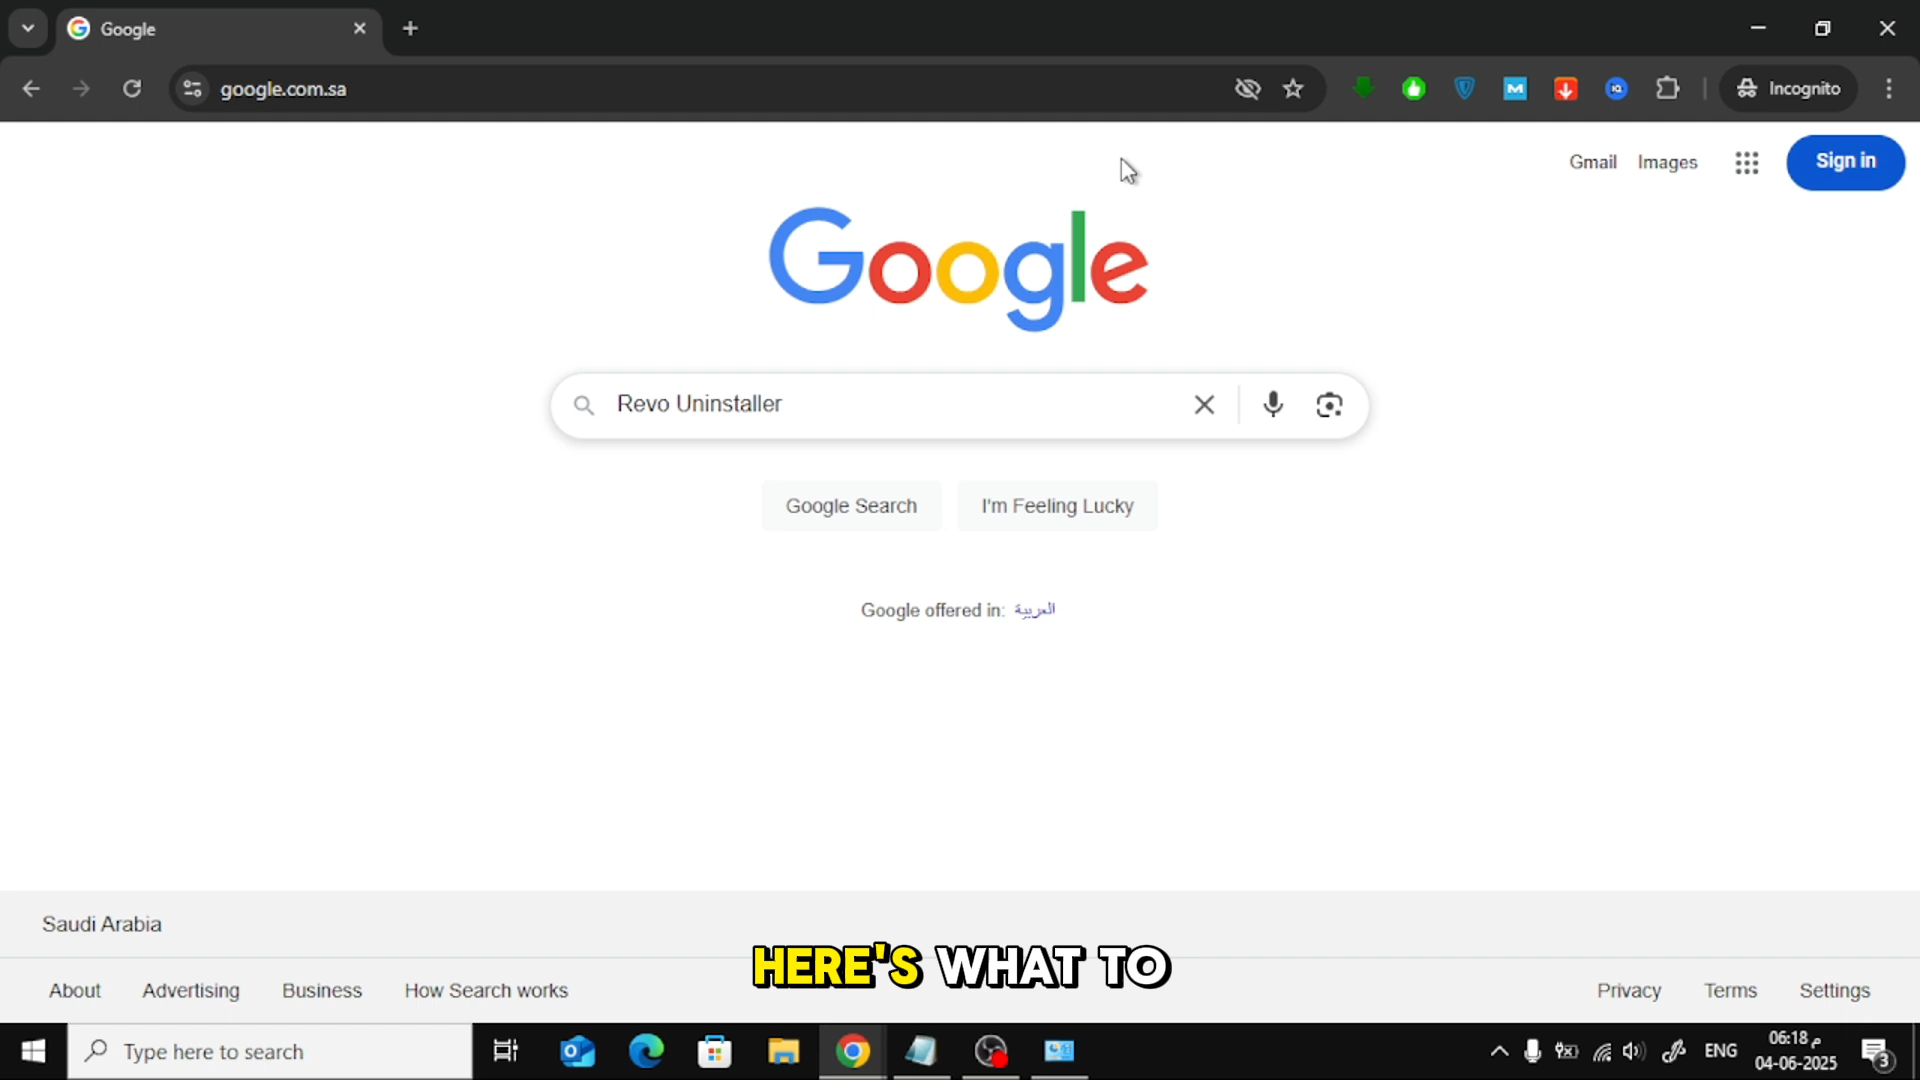 Google
google.com.sa
Incognito
Gmail Images Sign in
Google
Revo Uninstaller
Google Search I'm Feeling Lucky
Google offered in: العربية
Saudi Arabia
HERE'S WHAT TO
About Advertising Business How Search works Privacy Terms Settings
Type here to search
ENG
06:18 م
04-06-2025
3